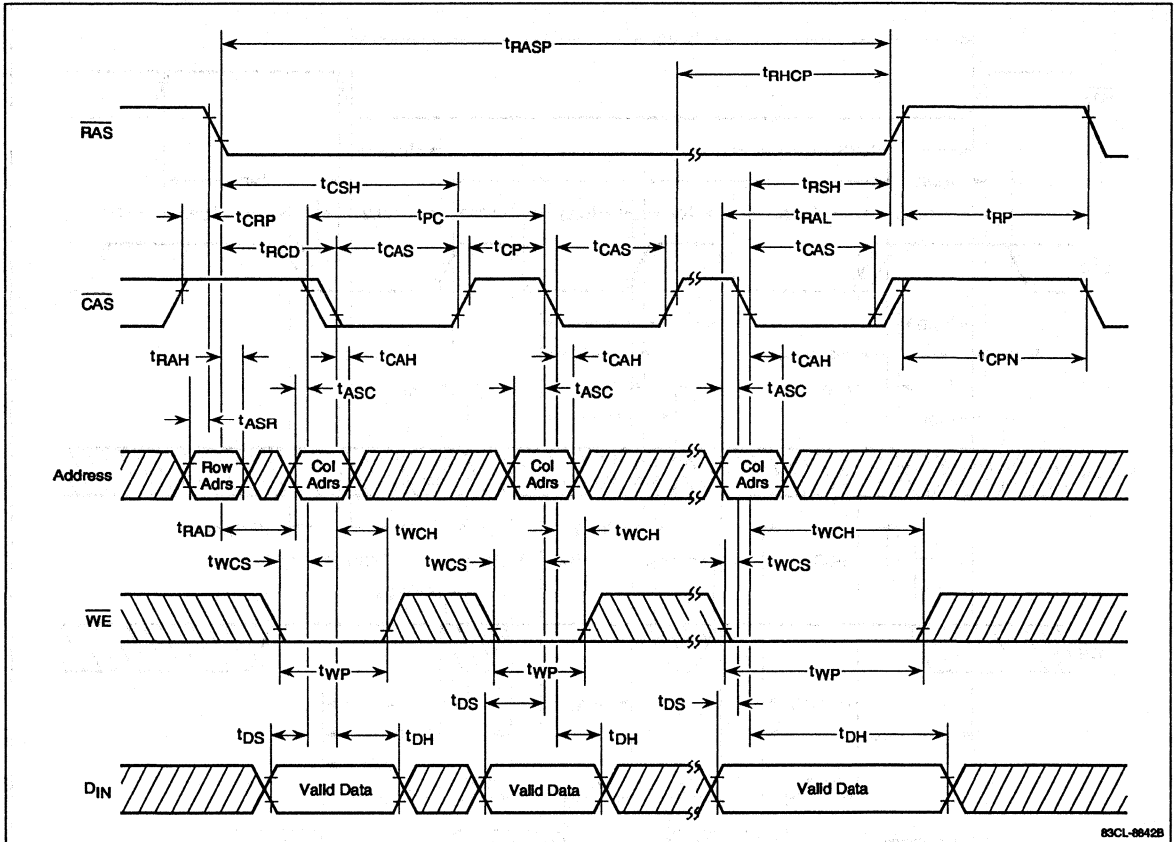 tRASP
tRHCP
RAS
tCSH
tRSH
tCRP
tPC
tRAL
tRP
tRCD
tCAS
tCP
tCAS
tCAS
CAS
tRAH
tCAH
tCAH
tCAH
tCPN
tASC
tASC
tASC
tASR
Address
Row Adrs
Col Adrs
Col Adrs
Col Adrs
tRAD
tWCH
tWCH
tWCH
tWCS
tWCS
tWCS
WE
tWP
tWP
tWP
tDS
tDS
tDS
tDH
tDH
tDH
DIN
Valid Data
Valid Data
Valid Data
83CL-8842B